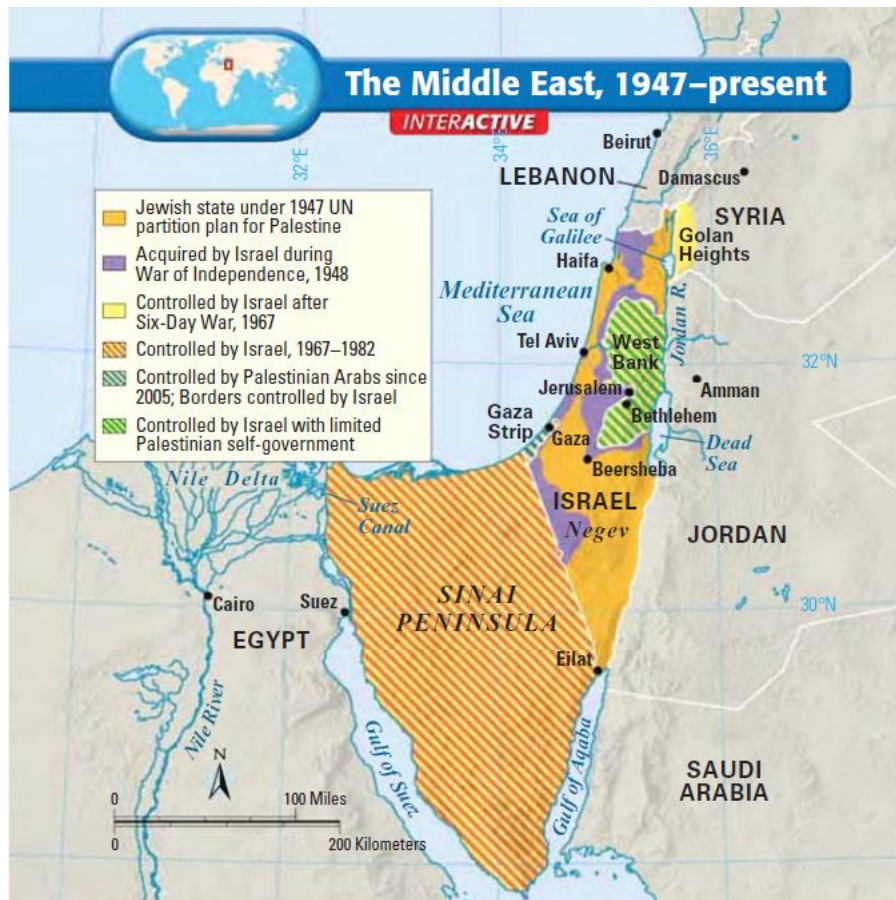 The Middle East, 1947–present
INTERACTIVE
32°E
34°E
36°E
Beirut
LEBANON
Damascus
SYRIA
Jewish state under 1947 UN
partition plan for Palestine
Acquired by Israel during
War of Independence, 1948
Controlled by Israel after
Six-Day War, 1967
Controlled by Israel, 1967–1982
Controlled by Palestinian Arabs since
2005; Borders controlled by Israel
Controlled by Israel with limited
Palestinian self-government
Sea of
Galilee
Golan
Heights
Haifa
Mediterranean
Sea
Jordan R.
Tel Aviv
West
Bank
32°N
Jerusalem
Amman
Gaza
Strip
Bethlehem
Gaza
Dead
Sea
Beersheba
Nile Delta
Suez
Canal
ISRAEL
Negev
JORDAN
SINAI
PENINSULA
Cairo
Suez
30°N
EGYPT
Eilat
Nile River
Gulf of Suez
Gulf of Aqaba
SAUDI
ARABIA
N
0 100 Miles
0 200 Kilometers